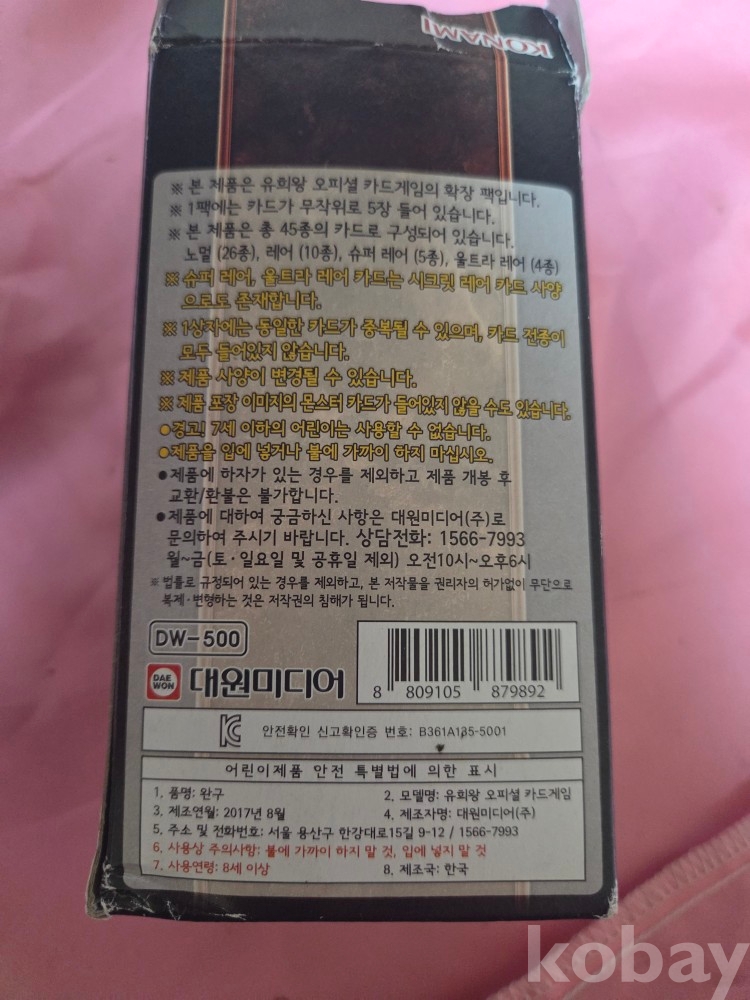 KONAMI
※ 본 제품은 유희왕 오피셜 카드게임의 확장 팩입니다.
※ 1팩에는 카드가 무작위로 5장 들어 있습니다.
※ 본 제품은 총 45종의 카드로 구성되어 있습니다.
노멀 (26종), 레어 (10종), 슈퍼 레어 (5종), 울트라 레어 (4종)
※ 슈퍼 레어, 울트라 레어 카드는 시크릿 레어 카드 사양
으로도 존재합니다.
※ 1상자에는 동일한 카드가 중복될 수 있으며, 카드 전종이
모두 들어있지 않습니다.
※ 제품 사양이 변경될 수 있습니다.
※ 제품 포장 이미지의 몬스터 카드가 들어있지 않을 수도 있습니다.
●경고! 7세 이하의 어린이는 사용할 수 없습니다.
●제품을 입에 넣거나 불에 가까이 하지 마십시오.
●제품에 하자가 있는 경우를 제외하고 제품 개봉 후
교환/환불은 불가합니다.
●제품에 대하여 궁금하신 사항은 대원미디어(주)로
문의하여 주시기 바랍니다. 상담전화: 1566-7993
월~금(토·일요일 및 공휴일 제외) 오전10시~오후6시
※ 법률로 규정되어 있는 경우를 제외하고, 본 저작물을 권리자의 허가없이 무단으로
복제·변형하는 것은 저작권의 침해가 됩니다.
DW-500
DAE WON 대원미디어
8 809105 879892
안전확인 신고확인증 번호: B361A135-5001
어린이제품 안전 특별법에 의한 표시
1. 품명: 완구 2. 모델명: 유희왕 오피셜 카드게임
3. 제조연월: 2017년 8월 4. 제조자명: 대원미디어(주)
5. 주소 및 전화번호: 서울 용산구 한강대로15길 9-12 / 1566-7993
6. 사용상 주의사항: 불에 가까이 하지 말 것, 입에 넣지 말 것
7. 사용연령: 8세 이상 8. 제조국: 한국
kobay